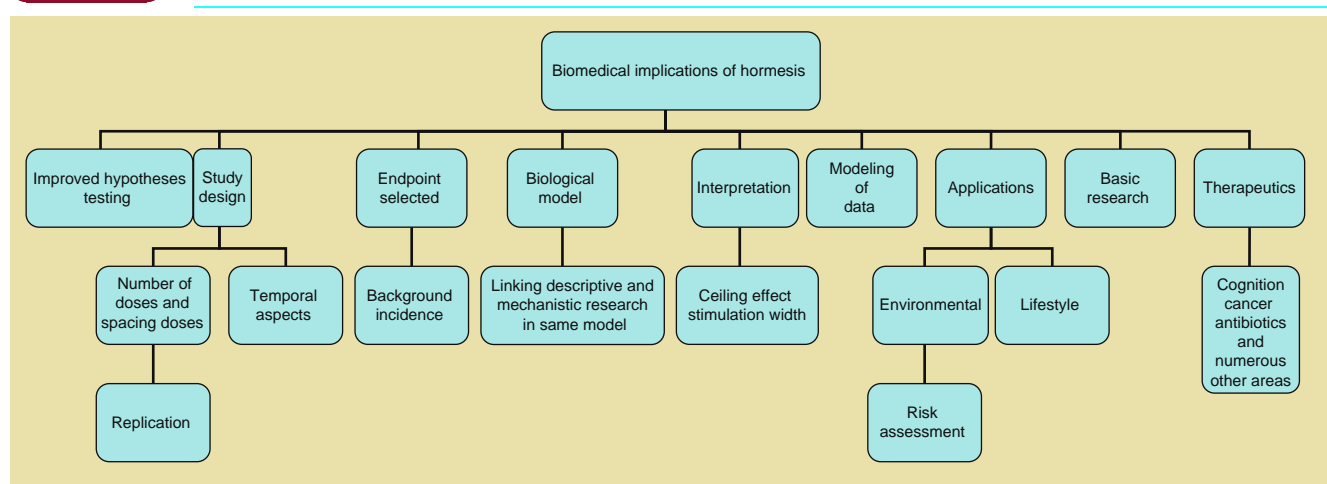 Biomedical implications of hormesis
Improved hypotheses
testing
Study
design
Endpoint
selected
Biological
model
Interpretation
Modeling
of
data
Applications
Basic
research
Therapeutics
Number of
doses and
spacing doses
Temporal
aspects
Background
incidence
Linking descriptive and
mechanistic research
in same model
Ceiling effect
stimulation width
Environmental
Lifestyle
Cognition
cancer
antibiotics
and
numerous
other areas
Replication
Risk
assessment